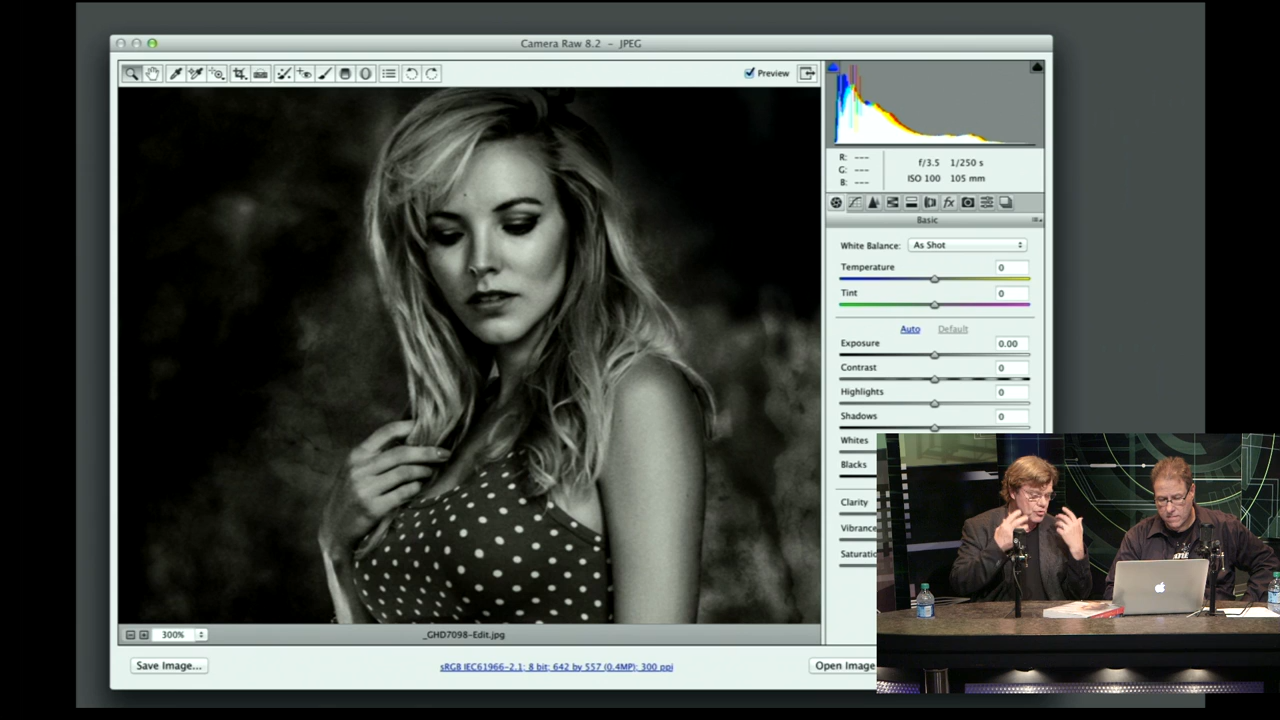 Camera Raw 8.2 - JPEG
Preview
R: ---
G: ---
B: ---
f/3.5 1/250 s
ISO 100 105 mm
fx
Basic
White Balance: As Shot
Temperature 0
Tint 0
Auto Default
Exposure 0.00
Contrast 0
Highlights 0
Shadows 0
Whites
Blacks
Clarity
Vibrance
Saturatio
300% _GHD7098-Edit.jpg
Save Image... sRGB IEC61966-2.1; 8 bit; 642 by 557 (0.4MP); 300 ppi Open Image